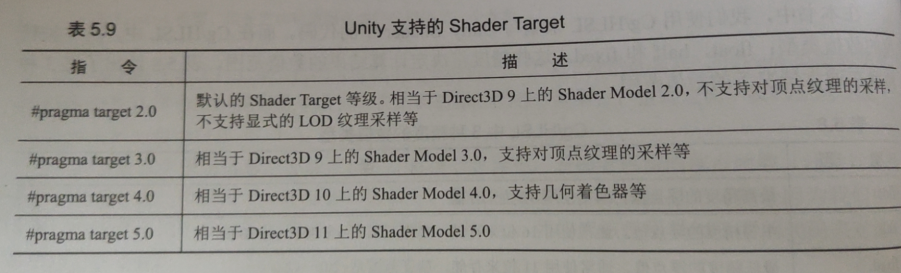 表 5.9
Unity 支持的 Shader Target
指 令
描 述
#pragma target 2.0
默认的 Shader Target 等级。相当于 Direct3D 9 上的 Shader Model 2.0，不支持对顶点纹理的采样，
不支持显式的 LOD 纹理采样等
#pragma target 3.0
相当于 Direct3D 9 上的 Shader Model 3.0，支持对顶点纹理的采样等
#pragma target 4.0
相当于 Direct3D 10 上的 Shader Model 4.0，支持几何着色器等
#pragma target 5.0
相当于 Direct3D 11 上的 Shader Model 5.0